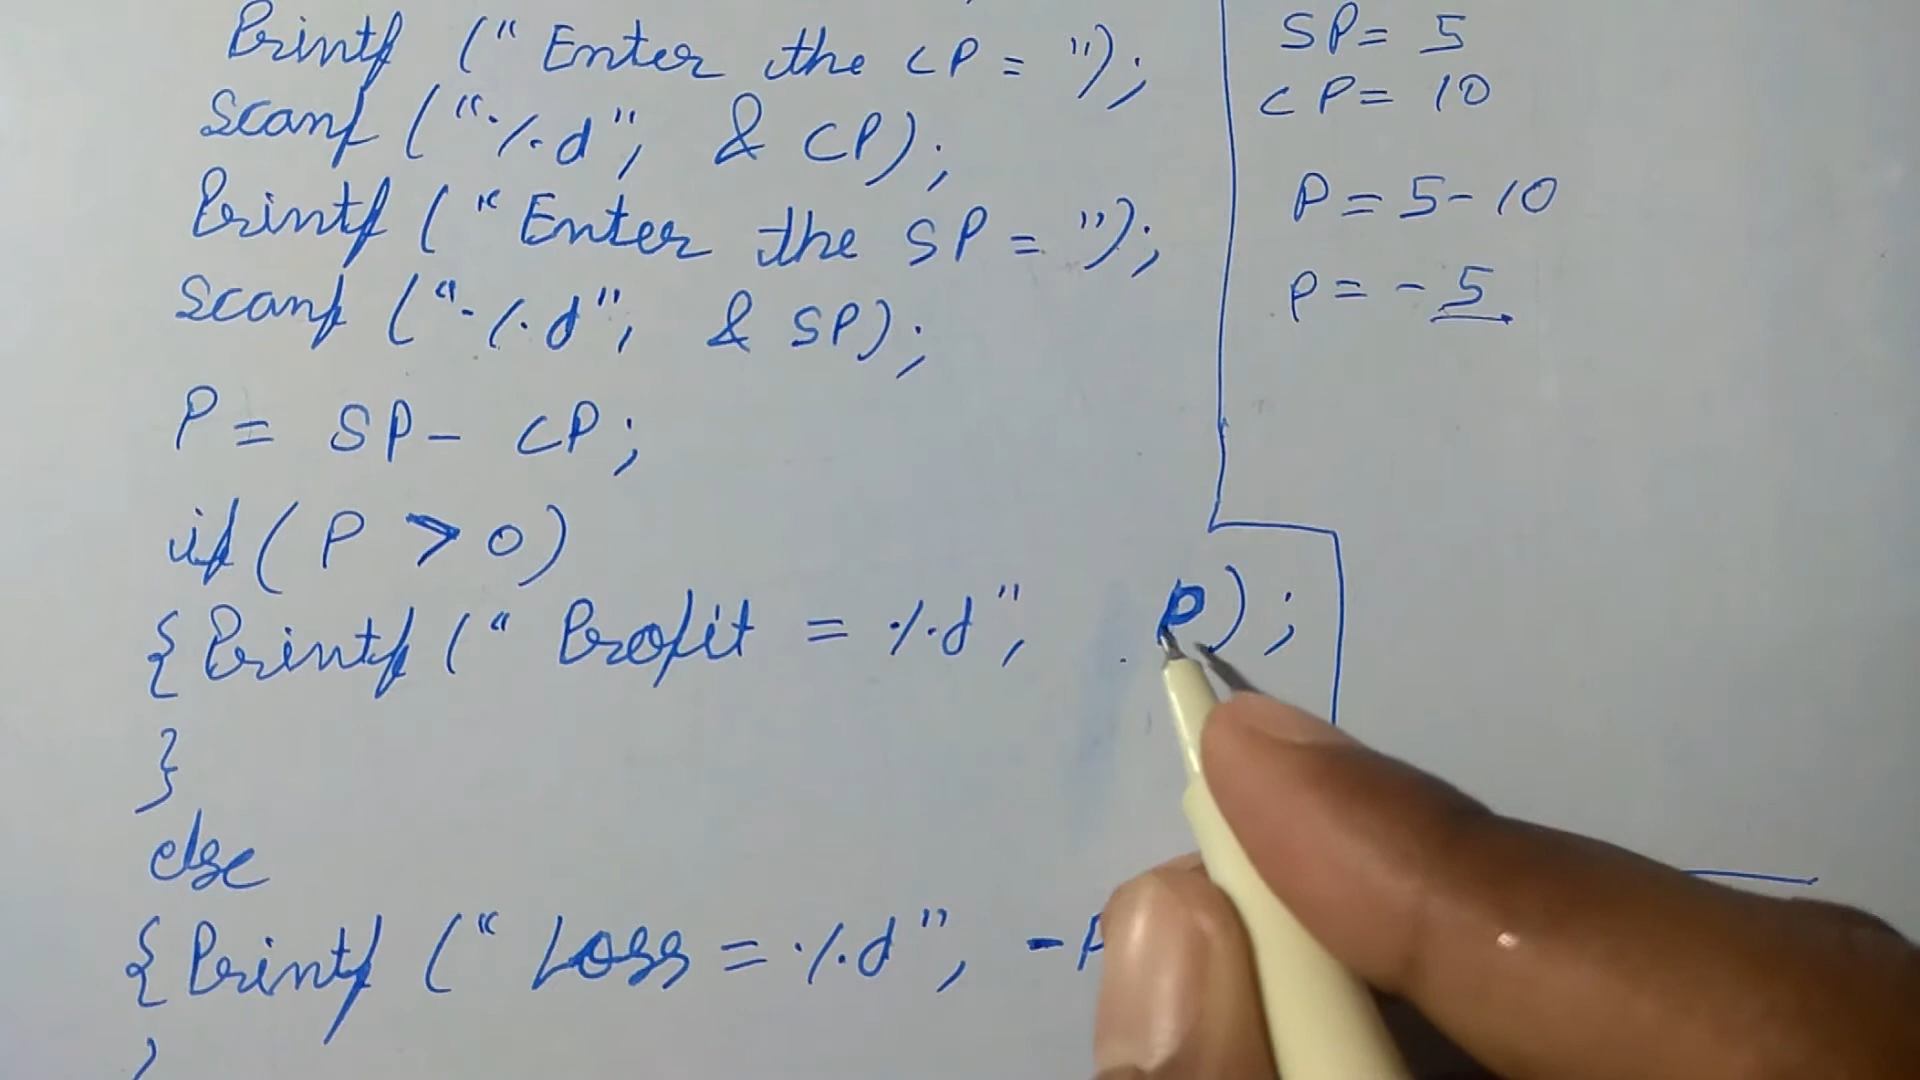 Printf (" Enter the CP = ");
Scanf ("%d", & CP);
Printf ("Enter the SP = ");
Scanf ("%d", & SP);
P = SP - CP;
if ( P > 0)
{ Printf (" Profit = %d", P);
}
else
{ Printf (" Loss = %d", -P
SP = 5
CP = 10
P = 5 - 10
P = - 5